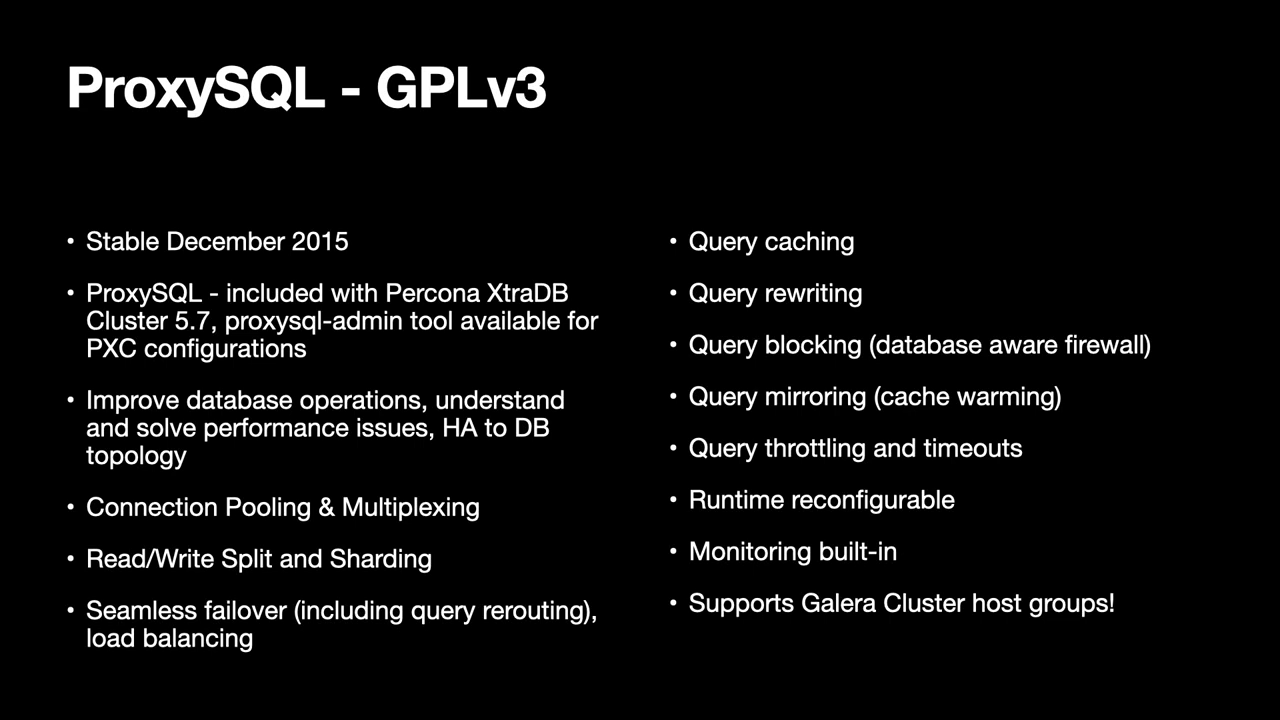 ProxySQL - GPLv3
• Stable December 2015
• ProxySQL - included with Percona XtraDB
Cluster 5.7, proxysql-admin tool available for
PXC configurations
• Improve database operations, understand
and solve performance issues, HA to DB
topology
• Connection Pooling & Multiplexing
• Read/Write Split and Sharding
• Seamless failover (including query rerouting),
load balancing
• Query caching
• Query rewriting
• Query blocking (database aware firewall)
• Query mirroring (cache warming)
• Query throttling and timeouts
• Runtime reconfigurable
• Monitoring built-in
• Supports Galera Cluster host groups!